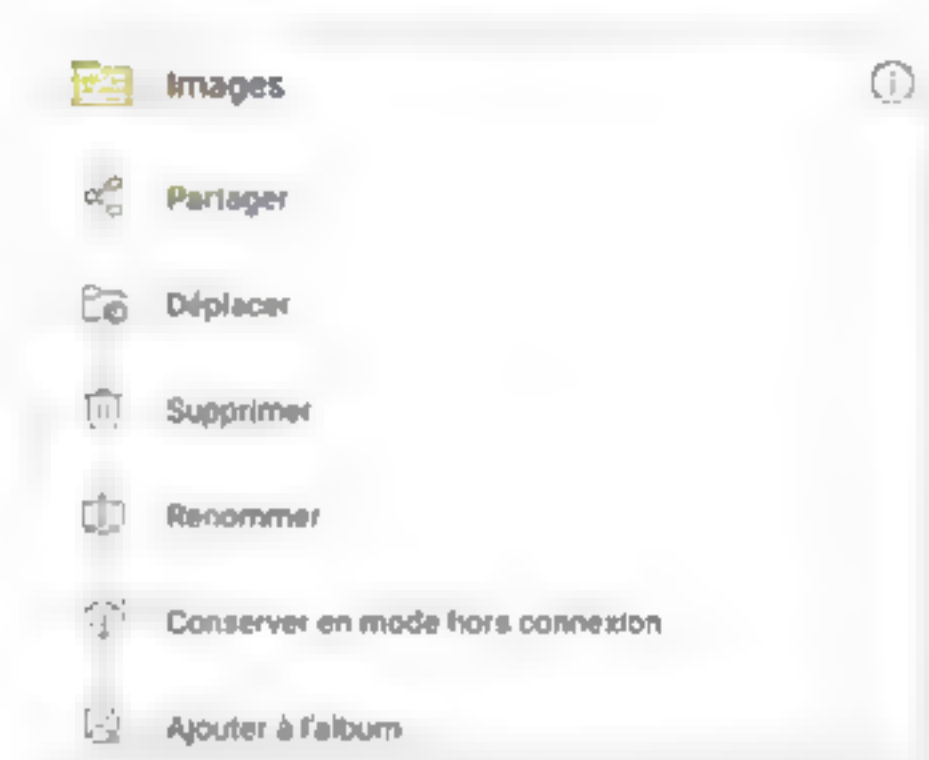 Images
Partager
Déplacer
Supprimer
Renommer
Conserver en mode hors connexion
Ajouter à l'album